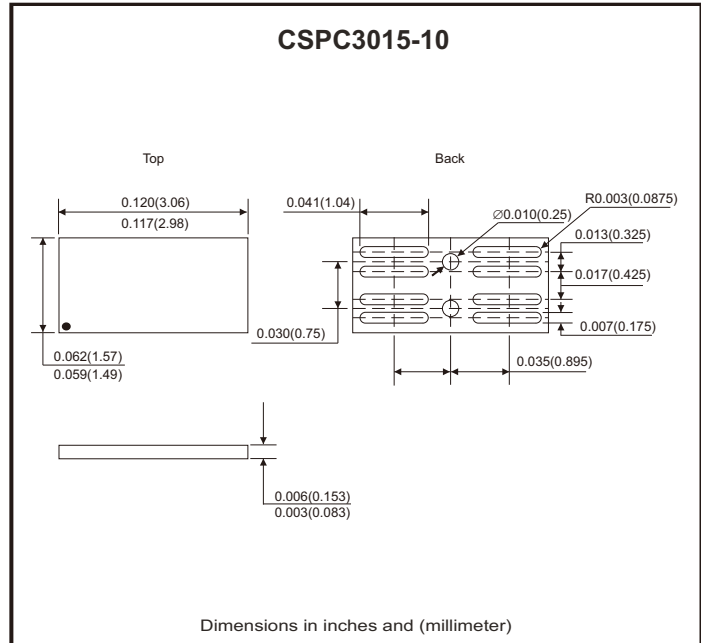 CSPC3015-10
Top
Back
0.120(3.06)
0.117(2.98)
0.041(1.04)
∅0.010(0.25)
R0.003(0.0875)
0.013(0.325)
0.017(0.425)
0.030(0.75)
0.007(0.175)
0.062(1.57)
0.059(1.49)
0.035(0.895)
0.006(0.153)
0.003(0.083)
Dimensions in inches and (millimeter)